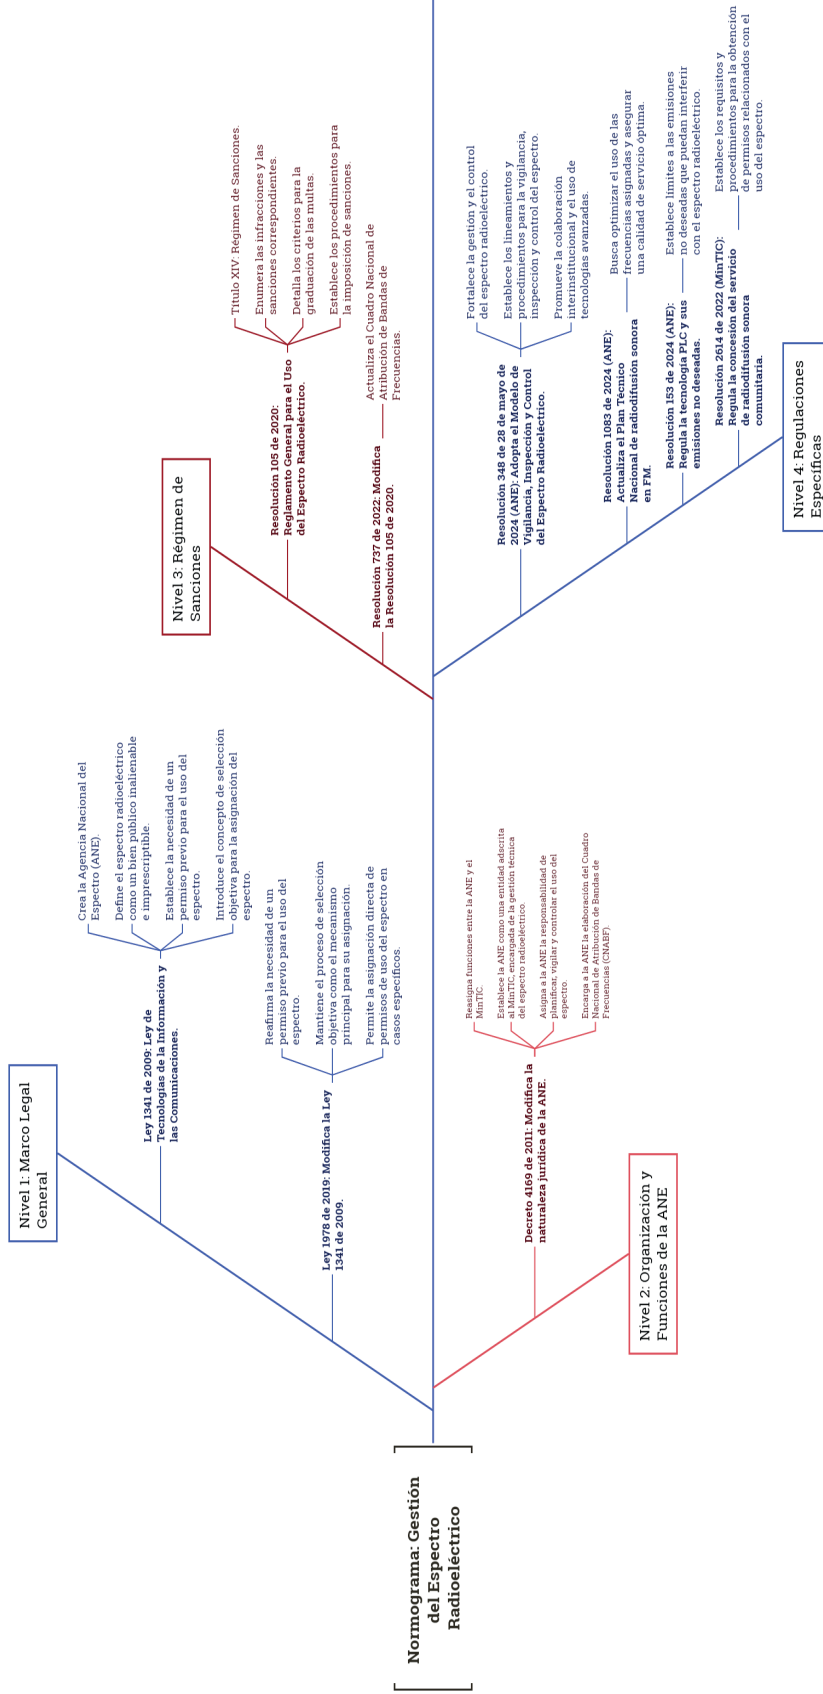 Normograma: Gestión
del Espectro
Radioeléctrico
Nivel 1: Marco Legal
General
Ley 1341 de 2009: Ley de
Tecnologías de la Información y
las Comunicaciones.
Crea la Agencia Nacional del
Espectro (ANE).
Define el espectro radioeléctrico
como un bien público inalienable
e imprescriptible.
Establece la necesidad de un
permiso previo para el uso del
espectro.
Introduce el concepto de selección
objetiva para la asignación del
espectro.
Ley 1978 de 2019: Modifica la Ley
1341 de 2009.
Reafirma la necesidad de un
permiso previo para el uso del
espectro.
Mantiene el proceso de selección
objetiva como el mecanismo
principal para su asignación.
Permite la asignación directa de
permisos de uso del espectro en
casos específicos.
Nivel 2: Organización y
Funciones de la ANE
Decreto 4169 de 2011: Modifica la
naturaleza jurídica de la ANE.
Reasigna funciones entre la ANE y el
MinTIC.
Establece la ANE como una entidad adscrita
al MinTIC, encargada de la gestión técnica
del espectro radioeléctrico.
Asigna a la ANE la responsabilidad de
planificar, vigilar y controlar el uso del
espectro.
Encarga a la ANE la elaboración del Cuadro
Nacional de Atribución de Bandas de
Frecuencias (CNABF).
Nivel 3: Régimen de
Sanciones
Resolución 105 de 2020:
Reglamento General para el Uso
del Espectro Radioeléctrico.
Título XIV: Régimen de Sanciones.
Enumera las infracciones y las
sanciones correspondientes.
Detalla los criterios para la
graduación de las multas.
Establece los procedimientos para
la imposición de sanciones.
Resolución 737 de 2022: Modifica
la Resolución 105 de 2020.
Actualiza el Cuadro Nacional de
Atribución de Bandas de
Frecuencias.
Nivel 4: Regulaciones
Específicas
Resolución 348 de 28 de mayo de
2024 (ANE): Adopta el Modelo de
Vigilancia, Inspección y Control
del Espectro Radioeléctrico.
Fortalece la gestión y el control
del espectro radioeléctrico.
Establece los lineamientos y
procedimientos para la vigilancia,
inspección y control del espectro.
Promueve la colaboración
interinstitucional y el uso de
tecnologías avanzadas.
Resolución 1083 de 2024 (ANE):
Actualiza el Plan Técnico
Nacional de radiodifusión sonora
en FM.
Busca optimizar el uso de las
frecuencias asignadas y asegurar
una calidad de servicio óptima.
Resolución 153 de 2024 (ANE):
Regula la tecnología PLC y sus
emisiones no deseadas.
Establece límites a las emisiones
no deseadas que puedan interferir
con el espectro radioeléctrico.
Resolución 2614 de 2022 (MinTIC):
Regula la concesión del servicio
de radiodifusión sonora
comunitaria.
Establece los requisitos y
procedimientos para la obtención
de permisos relacionados con el
uso del espectro.